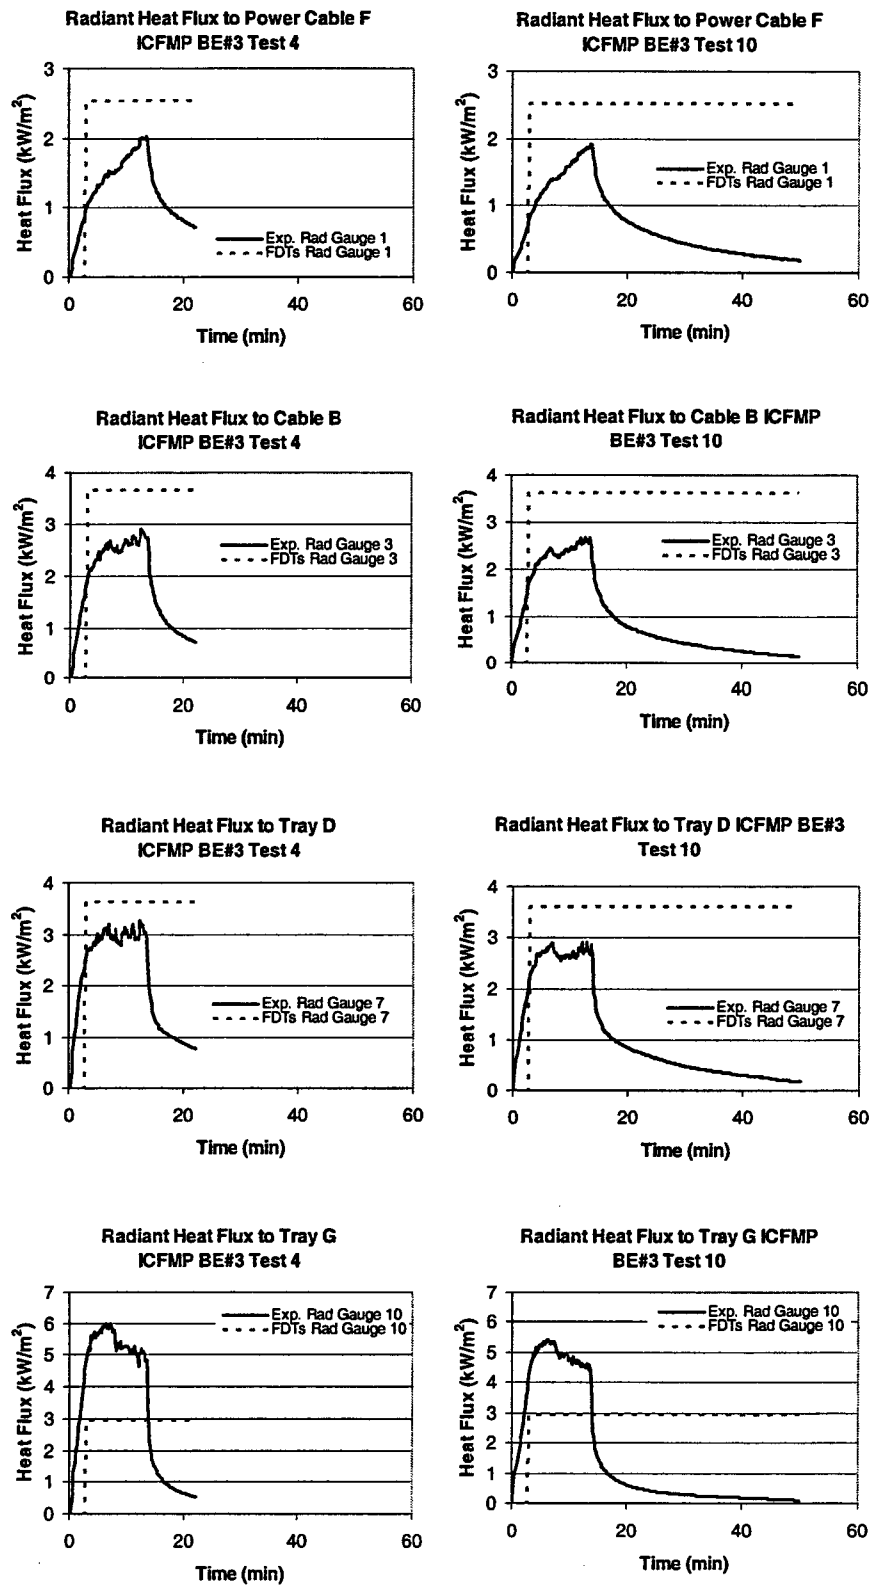 Radiant Heat Flux to Power Cable F
ICFMP BE#3 Test 4
3
2
1
0
Heat Flux (kW/m²)
Exp. Rad Gauge 1
FDTs Rad Gauge 1
0 20 40 60
Time (min)
Radiant Heat Flux to Power Cable F
ICFMP BE#3 Test 10
3
2
1
0
Heat Flux (kW/m²)
Exp. Rad Gauge 1
FDTs Rad Gauge 1
0 20 40 60
Time (min)
Radiant Heat Flux to Cable B
ICFMP BE#3 Test 4
4
3
2
1
0
Heat Flux (kW/m²)
Exp. Rad Gauge 3
FDTs Rad Gauge 3
0 20 40 60
Time (min)
Radiant Heat Flux to Cable B ICFMP
BE#3 Test 10
4
3
2
1
0
Heat Flux (kW/m²)
Exp. Rad Gauge 3
FDTs Rad Gauge 3
0 20 40 60
Time (min)
Radiant Heat Flux to Tray D
ICFMP BE#3 Test 4
4
3
2
1
0
Heat Flux (kW/m²)
Exp. Rad Gauge 7
FDTs Rad Gauge 7
0 20 40 60
Time (min)
Radiant Heat Flux to Tray D ICFMP BE#3
Test 10
4
3
2
1
0
Heat Flux (kW/m²)
Exp. Rad Gauge 7
FDTs Rad Gauge 7
0 20 40 60
Time (min)
Radiant Heat Flux to Tray G
ICFMP BE#3 Test 4
7
6
5
4
3
2
1
0
Heat Flux (kW/m²)
Exp. Rad Gauge 10
FDTs Rad Gauge 10
0 20 40 60
Time (min)
Radiant Heat Flux to Tray G ICFMP
BE#3 Test 10
7
6
5
4
3
2
1
0
Heat Flux (kW/m²)
Exp. Rad Gauge 10
FDTs Rad Gauge 10
0 20 40 60
Time (min)